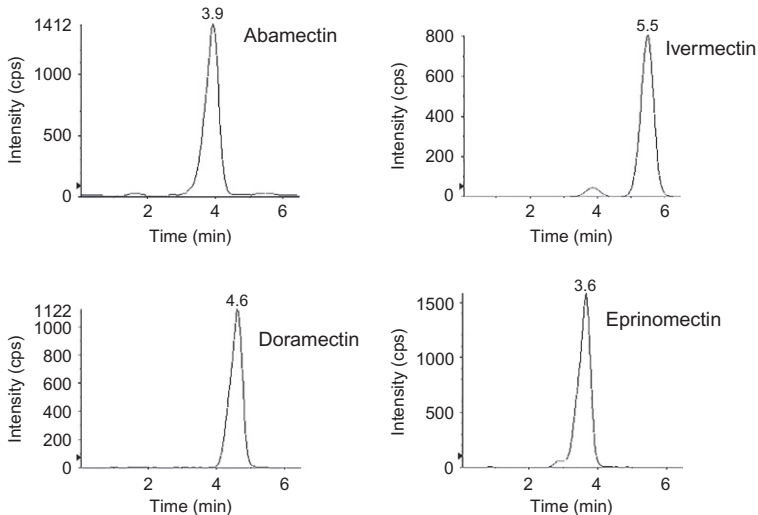 3.9
1412
Abamectin
1000
500
0
Intensity (cps)
2 4 6
Time (min)
5.5
800
Ivermectin
600
400
200
0
Intensity (cps)
2 4 6
Time (min)
4.6
1122
1000
Doramectin
800
600
400
200
0
Intensity (cps)
2 4 6
Time (min)
3.6
1500
Eprinomectin
1000
500
0
Intensity (cps)
2 4 6
Time (min)